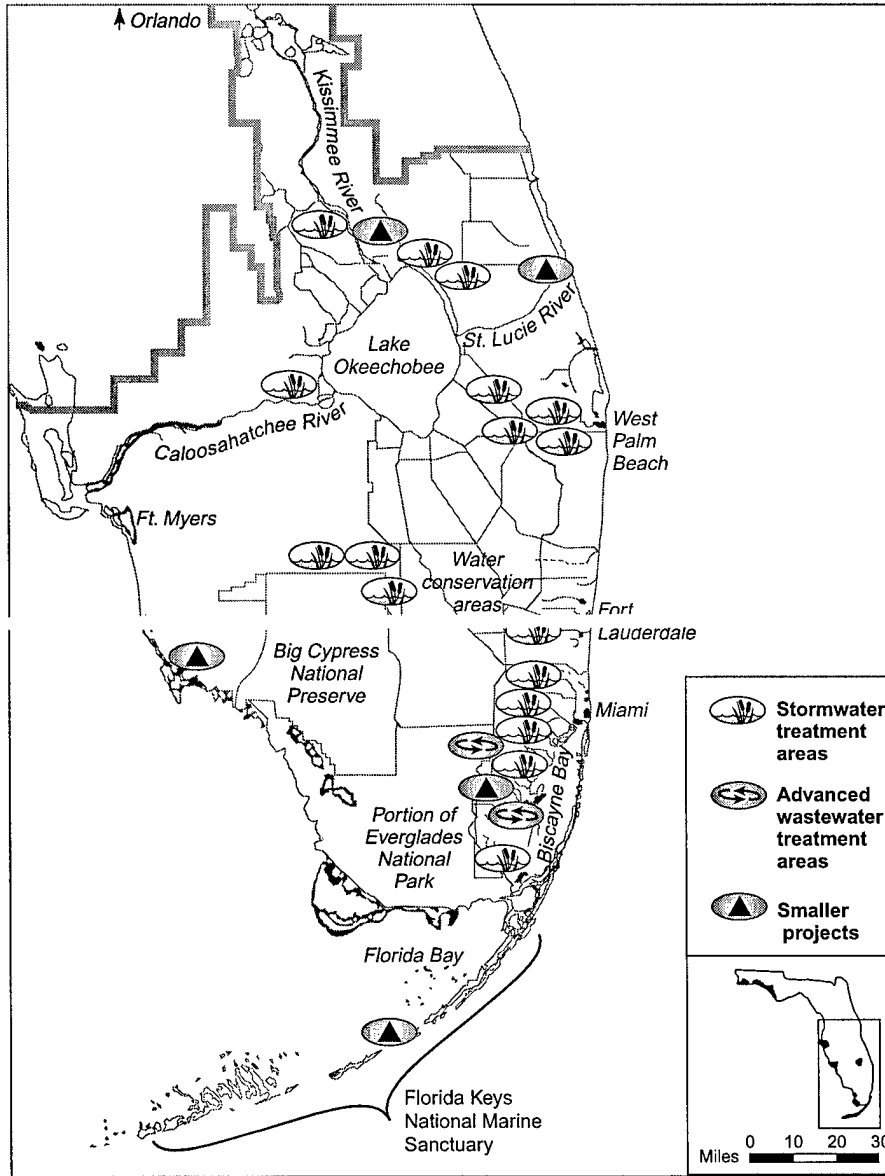 Orlando
Kissimmee River
St. Lucie River
Lake
Okeechobee
Caloosahatchee River
West
Palm
Beach
Ft. Myers
Water
conservation
areas
Fort
Lauderdale
Big Cypress
National
Preserve
Miami
Biscayne Bay
Portion of
Everglades
National
Park
Florida Bay
Florida Keys
National Marine
Sanctuary
Stormwater
treatment
areas
Advanced
wastewater
treatment
areas
Smaller
projects
0 10 20 30
Miles